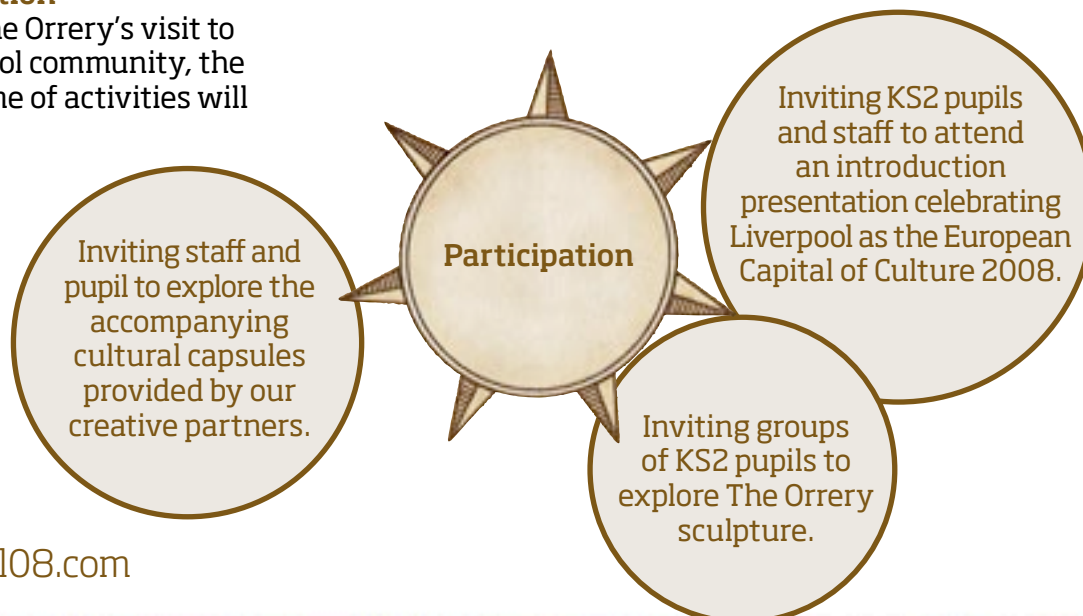 e Orrery's visit to
ol community, the
e of activities will
Participation
Inviting KS2 pupils
and staff to attend
an introduction
presentation celebrating
Liverpool as the European
Capital of Culture 2008.
Inviting staff and
pupil to explore the
accompanying
cultural capsules
provided by our
creative partners.
Inviting groups
of KS2 pupils to
explore The Orrery
sculpture.
08.com